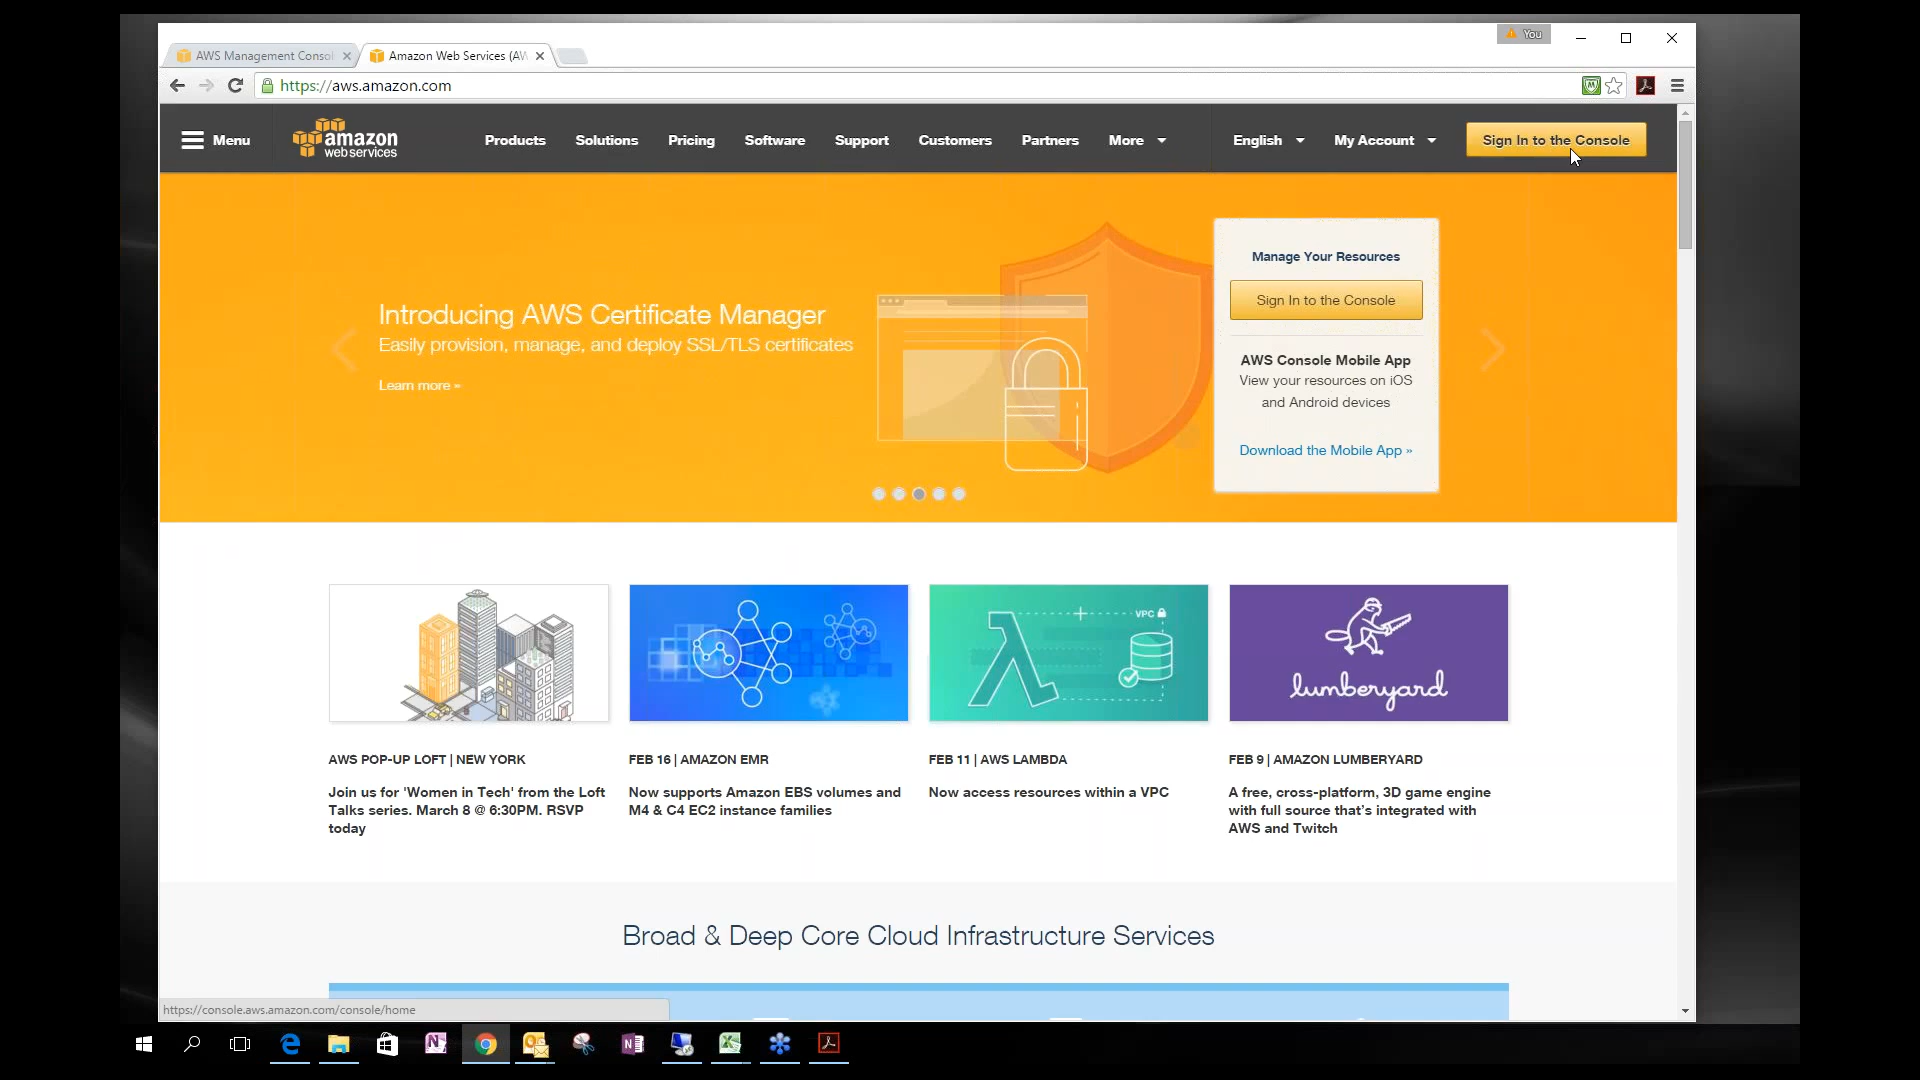 You
AWS Management Consol
Amazon Web Services (AW
https://aws.amazon.com
Menu
amazon
webservices
Products
Solutions
Pricing
Software
Support
Customers
Partners
More
English
My Account
Sign In to the Console
Introducing AWS Certificate Manager
Easily provision, manage, and deploy SSL/TLS certificates
Learn more »
Manage Your Resources
Sign In to the Console
AWS Console Mobile App
View your resources on iOS
and Android devices
Download the Mobile App »
VPC
lumberyard
AWS POP-UP LOFT | NEW YORK
Join us for 'Women in Tech' from the Loft
Talks series. March 8 @ 6:30PM. RSVP
today
FEB 16 | AMAZON EMR
Now supports Amazon EBS volumes and
M4 & C4 EC2 instance families
FEB 11 | AWS LAMBDA
Now access resources within a VPC
FEB 9 | AMAZON LUMBERYARD
A free, cross-platform, 3D game engine
with full source that's integrated with
AWS and Twitch
Broad & Deep Core Cloud Infrastructure Services
https://console.aws.amazon.com/console/home